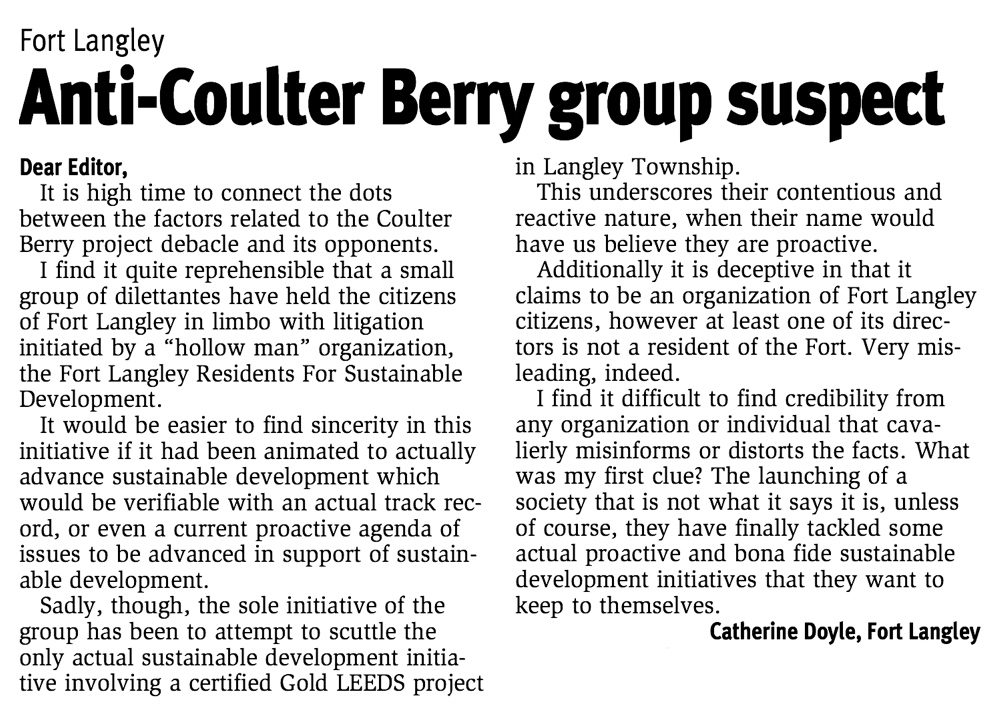 Fort Langley
Anti-Coulter Berry group suspect
Dear Editor,
It is high time to connect the dots
between the factors related to the Coulter
Berry project debacle and its opponents.
I find it quite reprehensible that a small
group of dilettantes have held the citizens
of Fort Langley in limbo with litigation
initiated by a “hollow man” organization,
the Fort Langley Residents For Sustainable
Development.
It would be easier to find sincerity in this
initiative if it had been animated to actually
advance sustainable development which
would be verifiable with an actual track rec-
ord, or even a current proactive agenda of
issues to be advanced in support of sustain-
able development.
Sadly, though, the sole initiative of the
group has been to attempt to scuttle the
only actual sustainable development initia-
tive involving a certified Gold LEEDS project
in Langley Township.
This underscores their contentious and
reactive nature, when their name would
have us believe they are proactive.
Additionally it is deceptive in that it
claims to be an organization of Fort Langley
citizens, however at least one of its direc-
tors is not a resident of the Fort. Very mis-
leading, indeed.
I find it difficult to find credibility from
any organization or individual that cava-
lierly misinforms or distorts the facts. What
was my first clue? The launching of a
society that is not what it says it is, unless
of course, they have finally tackled some
actual proactive and bona fide sustainable
development initiatives that they want to
keep to themselves.
Catherine Doyle, Fort Langley